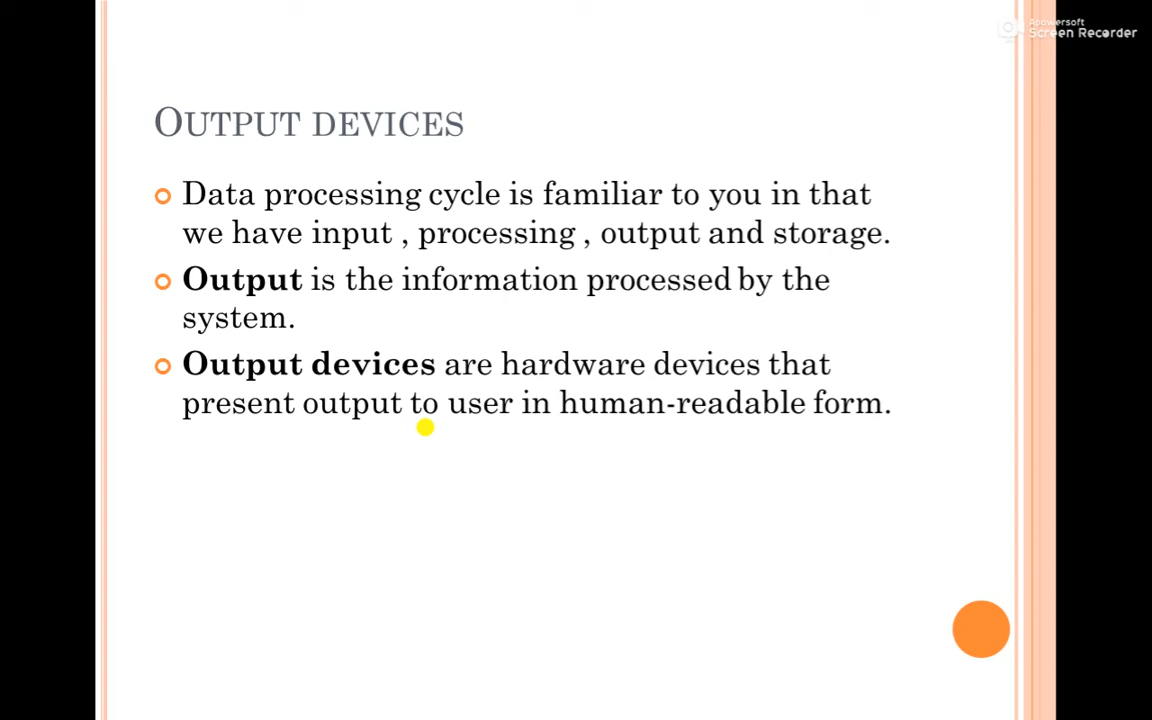 Apowersoft
Screen Recorder
OUTPUT DEVICES
Data processing cycle is familiar to you in that
we have input , processing , output and storage.
Output is the information processed by the
system.
Output devices are hardware devices that
present output to user in human-readable form.